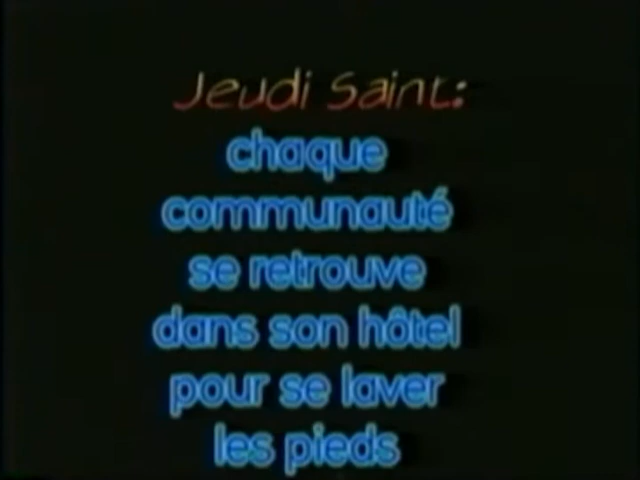 Jeudi Saint:
chaque
communauté
se retrouve
dans son hôtel
pour se laver
les pieds